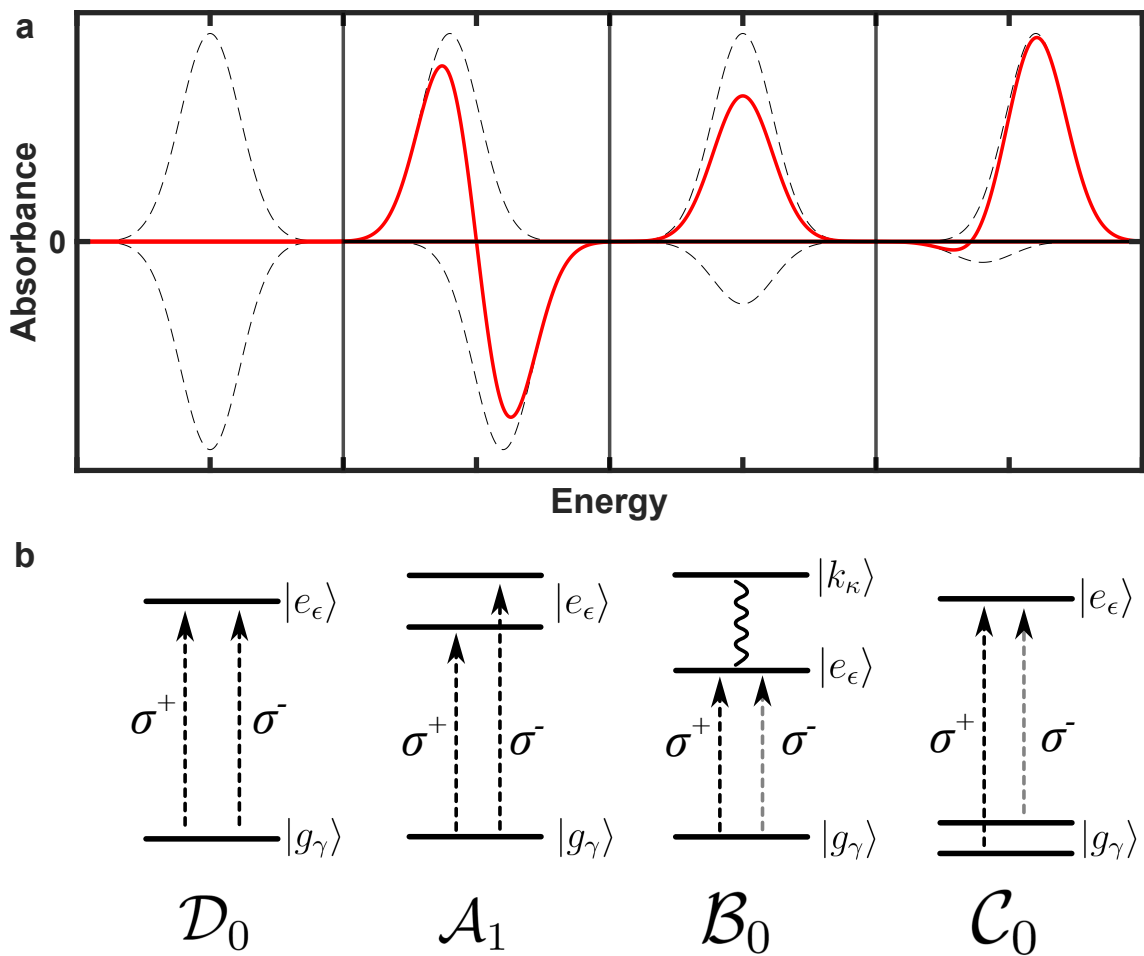 a
Absorbance
0
Energy
b
|e_ϵ⟩ |e_ϵ⟩ |k_κ⟩ |e_ϵ⟩ |e_ϵ⟩
σ⁺ σ⁻ σ⁺ σ⁻ σ⁺ σ⁻ σ⁺ σ⁻
|g_γ⟩ |g_γ⟩ |g_γ⟩ |g_γ⟩
𝒟₀ 𝒜₁ ℬ₀ 𝒞₀